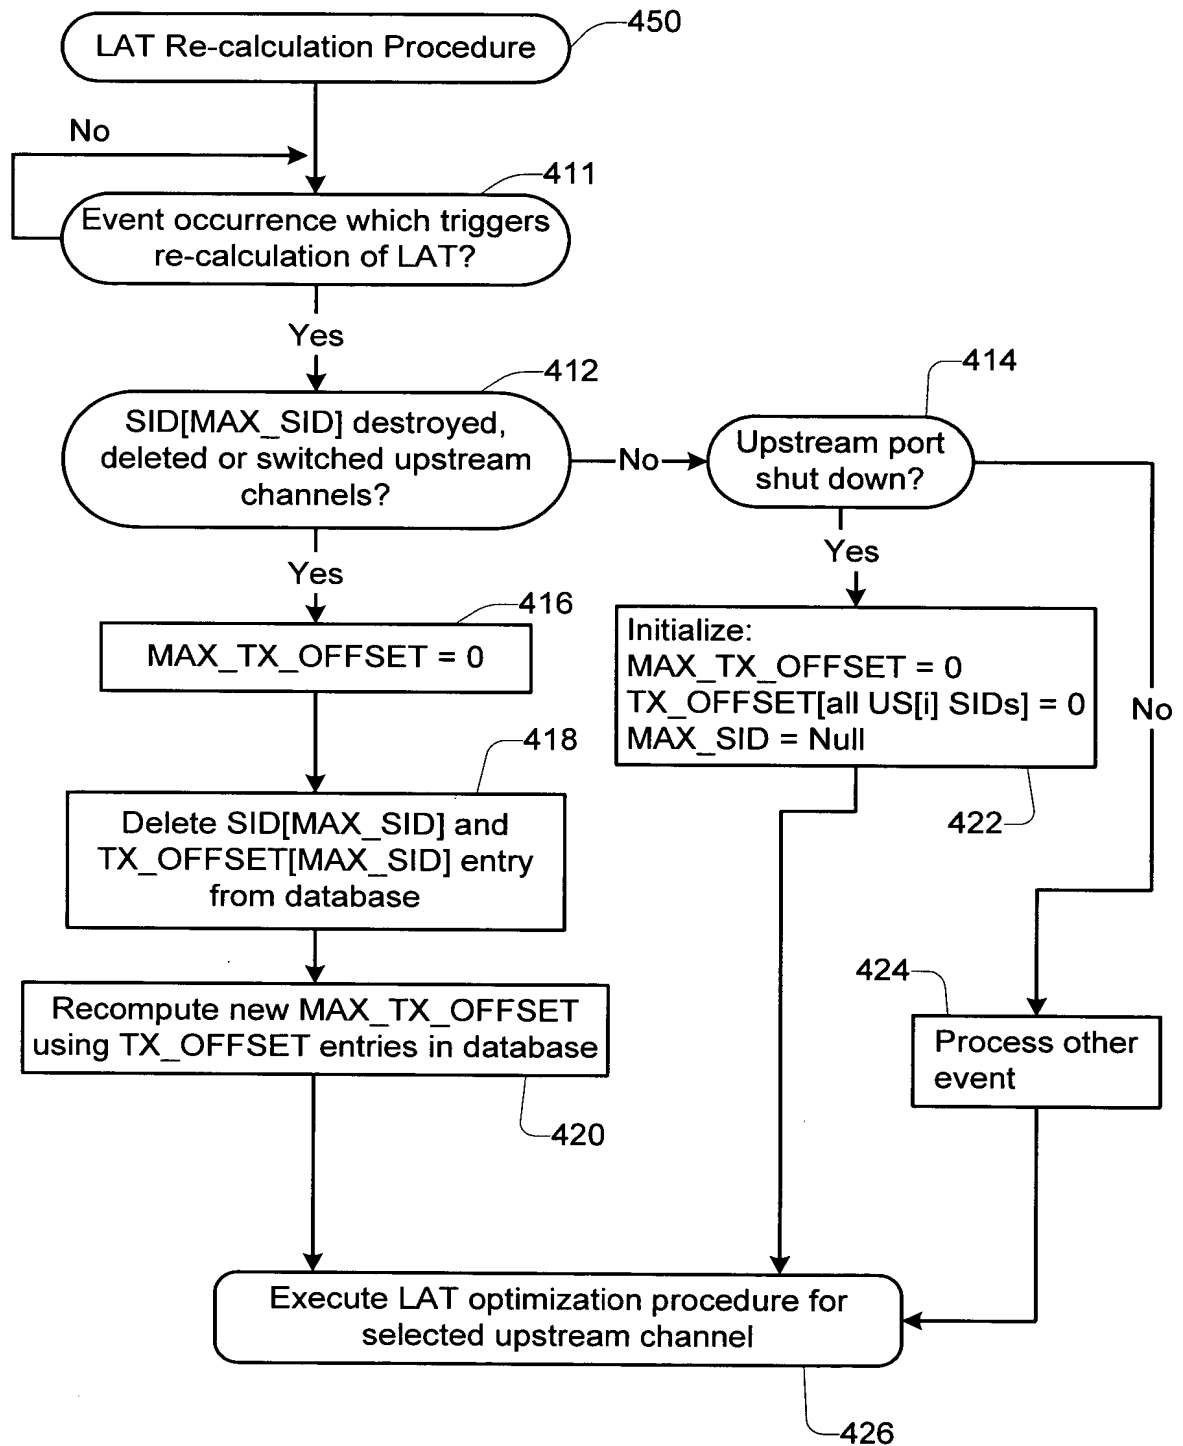 450
LAT Re-calculation Procedure
No
411
Event occurrence which triggers
re-calculation of LAT?
Yes
412
SID[MAX_SID] destroyed,
deleted or switched upstream
channels?
No
414
Upstream port
shut down?
Yes
Yes
No
416
MAX_TX_OFFSET = 0
Initialize:
MAX_TX_OFFSET = 0
TX_OFFSET[all US[i] SIDs] = 0
MAX_SID = Null
422
418
Delete SID[MAX_SID] and
TX_OFFSET[MAX_SID] entry
from database
Recompute new MAX_TX_OFFSET
using TX_OFFSET entries in database
420
424
Process other
event
Execute LAT optimization procedure for
selected upstream channel
426